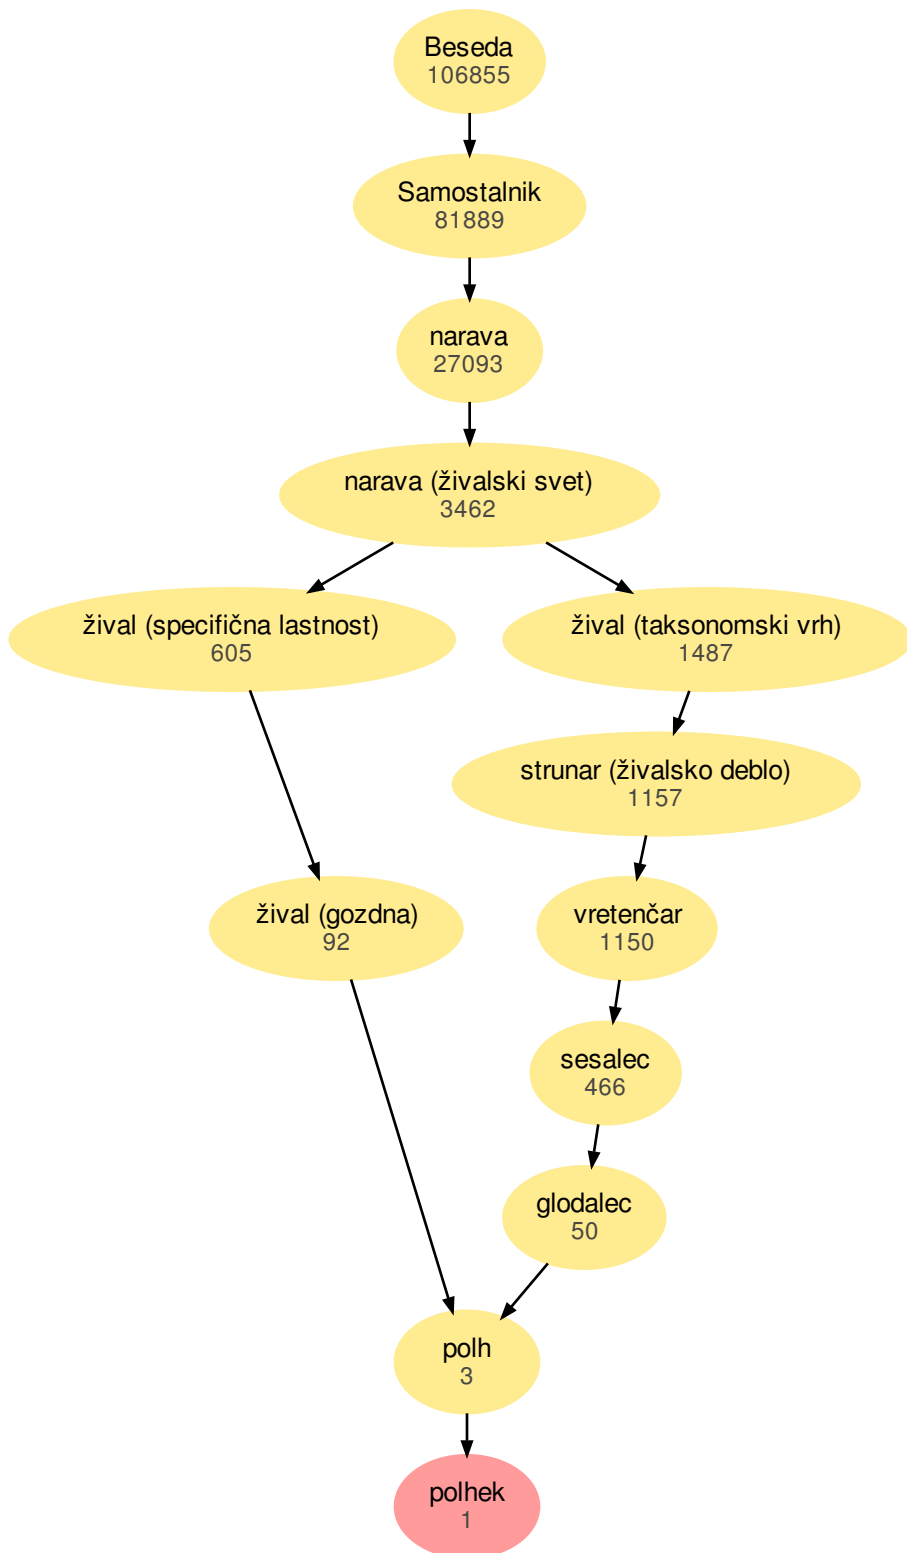 Beseda
106855
Samostalnik
81889
narava
27093
narava (živalski svet)
3462
žival (specifična lastnost)
605
žival (taksonomski vrh)
1487
strunar (živalsko deblo)
1157
žival (gozdna)
92
vretenčar
1150
sesalec
466
glodalec
50
polh
3
polhek
1